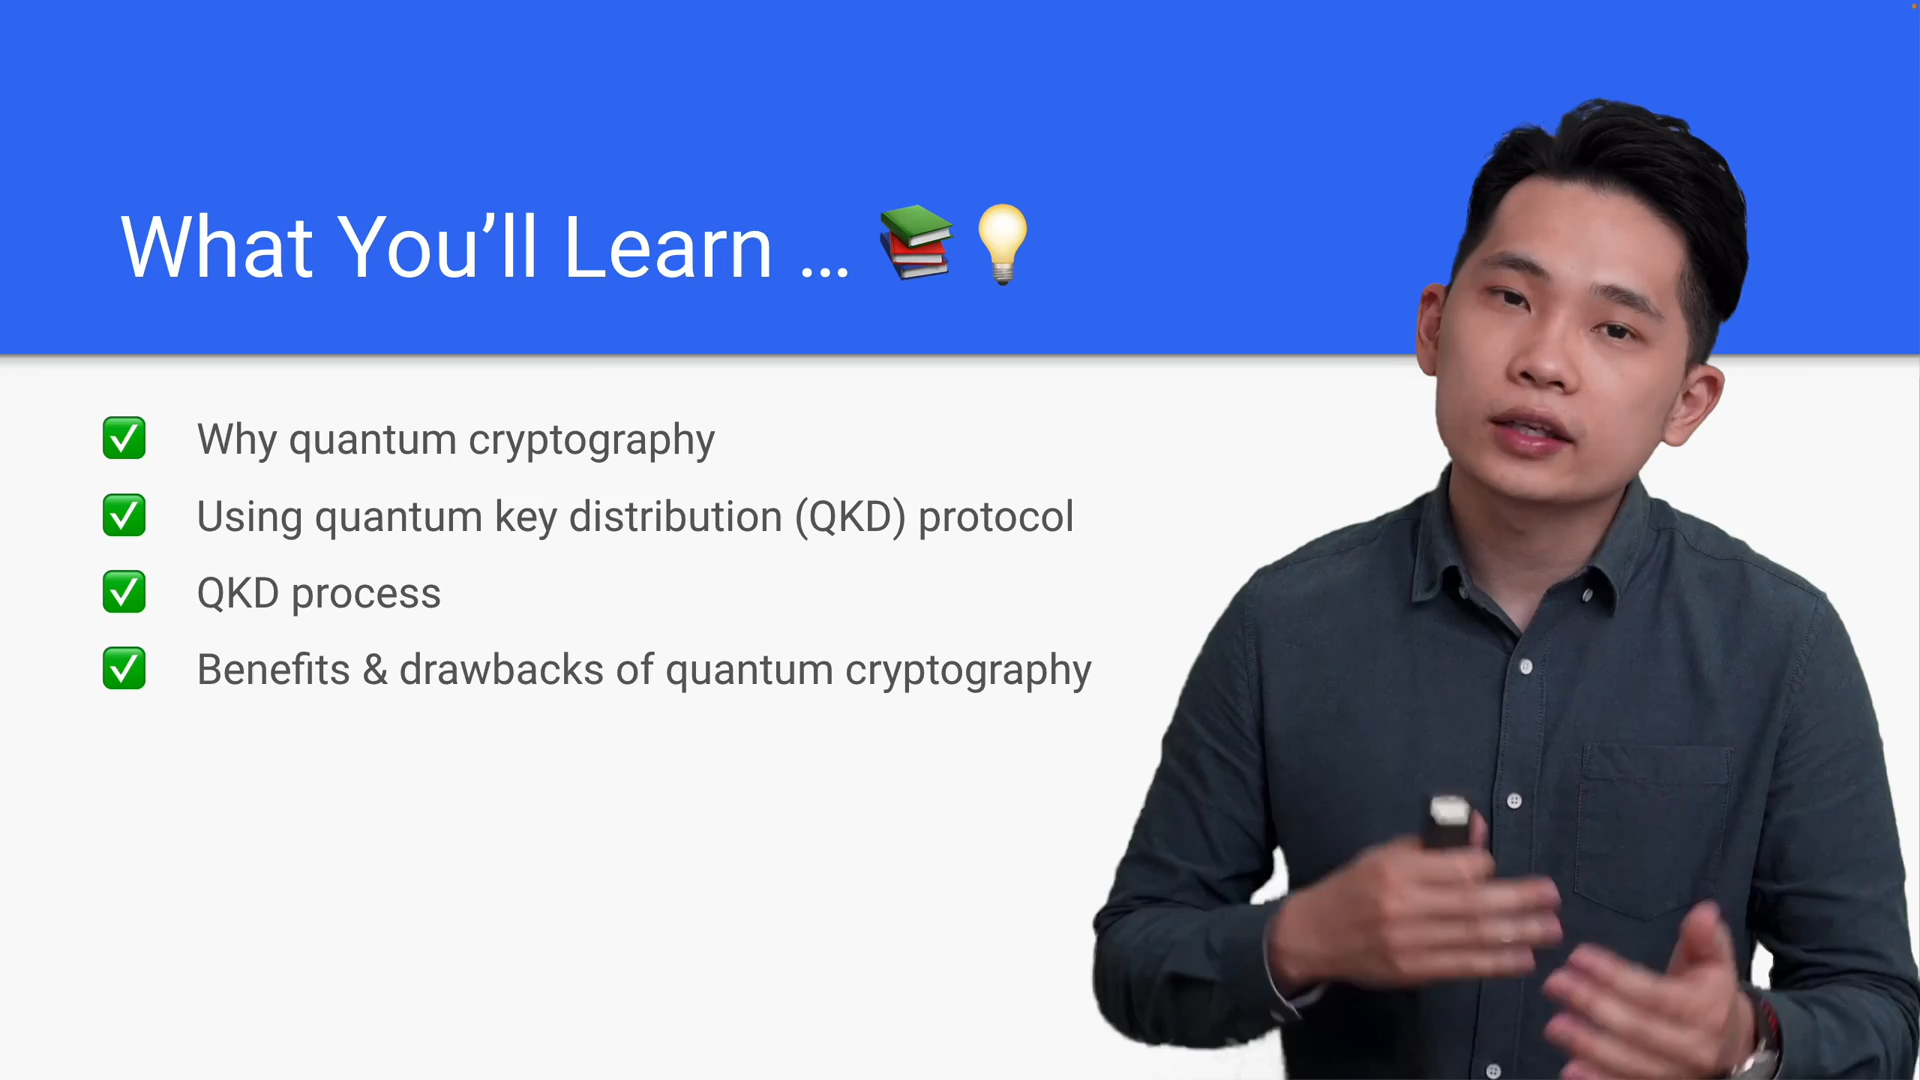 What You’ll Learn ... 📚 💡
✅ Why quantum cryptography
✅ Using quantum key distribution (QKD) protocol
✅ QKD process
✅ Benefits & drawbacks of quantum cryptography